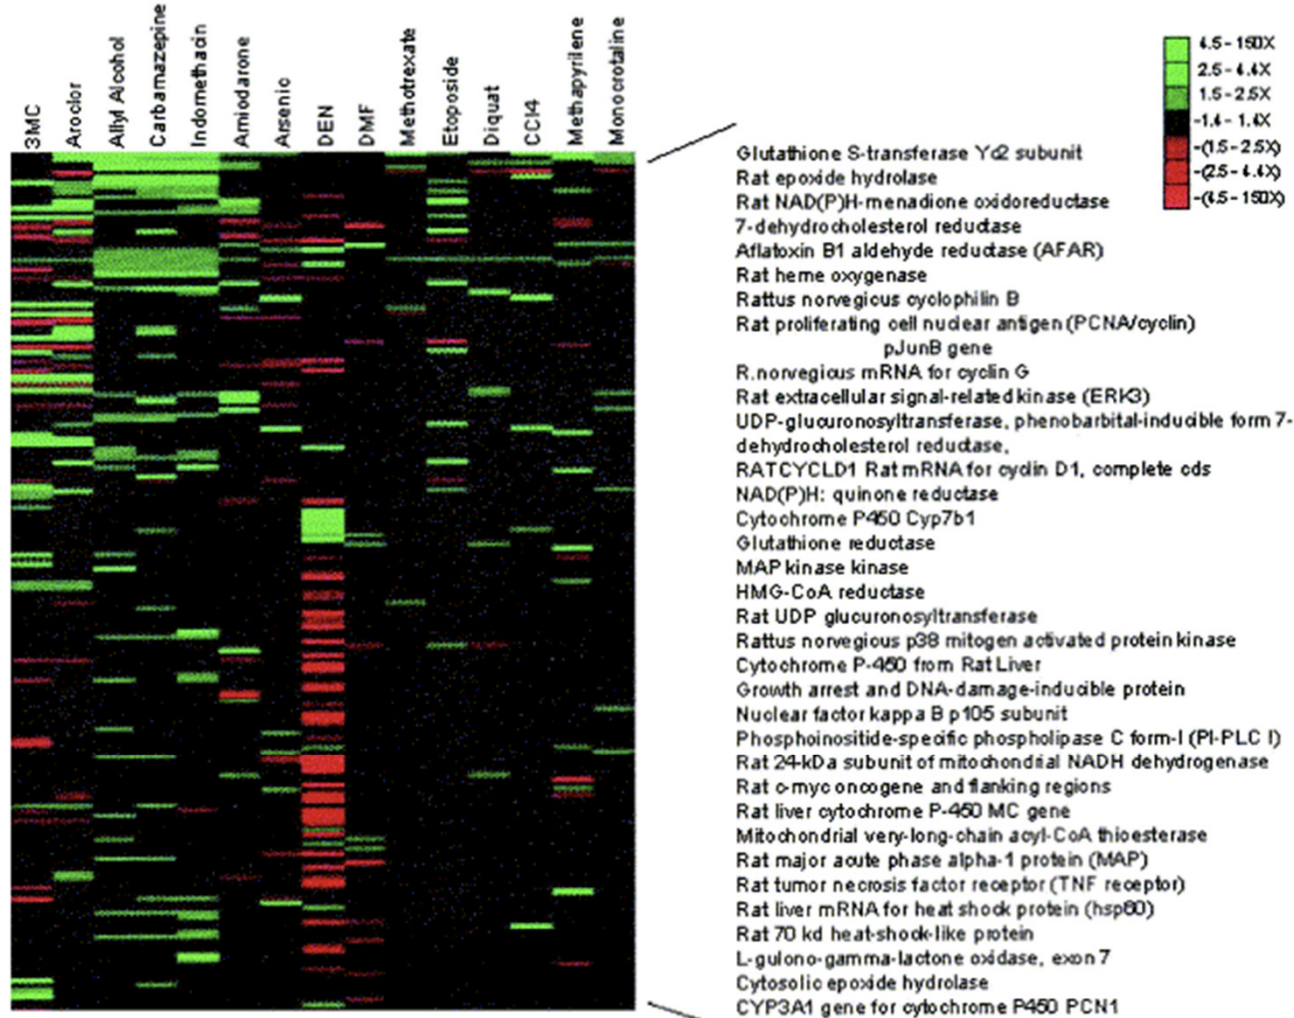 3MC
Aroclor
Allyl Alcohol
Carbamazepine
Indomethacin
Amiodarone
Arsenic
DEN
DMF
Methotrexate
Etoposide
Diquat
CCl4
Methapyrilene
Monocrotaline
4.5 - 150X
2.5 - 4.4X
1.5 - 2.5X
-1.4 - 1.4X
-(1.5 - 2.5X)
-(2.5 - 4.4X)
-(4.5 - 150X)
Glutathione S-transferase Yc2 subunit
Rat epoxide hydrolase
Rat NAD(P)H-menadione oxidoreductase
7-dehydrocholesterol reductase
Aflatoxin B1 aldehyde reductase (AFAR)
Rat heme oxygenase
Rattus norvegicus cyclophilin B
Rat proliferating cell nuclear antigen (PCNA/cyclin)
pJunB gene
R.norvegicus mRNA for cyclin G
Rat extracellular signal-related kinase (ERK3)
UDP-glucuronosyltransferase, phenobarbital-inducible form 7-
dehydrocholesterol reductase,
RATCYCLD1 Rat mRNA for cyclin D1, complete cds
NAD(P)H: quinone reductase
Cytochrome P450 Cyp7b1
Glutathione reductase
MAP kinase kinase
HMG-CoA reductase
Rat UDP glucuronosyltransferase
Rattus norvegicus p38 mitogen activated protein kinase
Cytochrome P-450 from Rat Liver
Growth arrest and DNA-damage-inducible protein
Nuclear factor kappa B p105 subunit
Phosphoinositide-specific phospholipase C form-I (PI-PLC I)
Rat 24-kDa subunit of mitochondrial NADH dehydrogenase
Rat c-myc oncogene and flanking regions
Rat liver cytochrome P-450 MC gene
Mitochondrial very-long-chain acyl-CoA thioesterase
Rat major acute phase alpha-1 protein (MAP)
Rat tumor necrosis factor receptor (TNF receptor)
Rat liver mRNA for heat shock protein (hsp60)
Rat 70 kd heat-shock-like protein
L-gulono-gamma-lactone oxidase, exon 7
Cytosolic epoxide hydrolase
CYP3A1 gene for cytochrome P450 PCN1